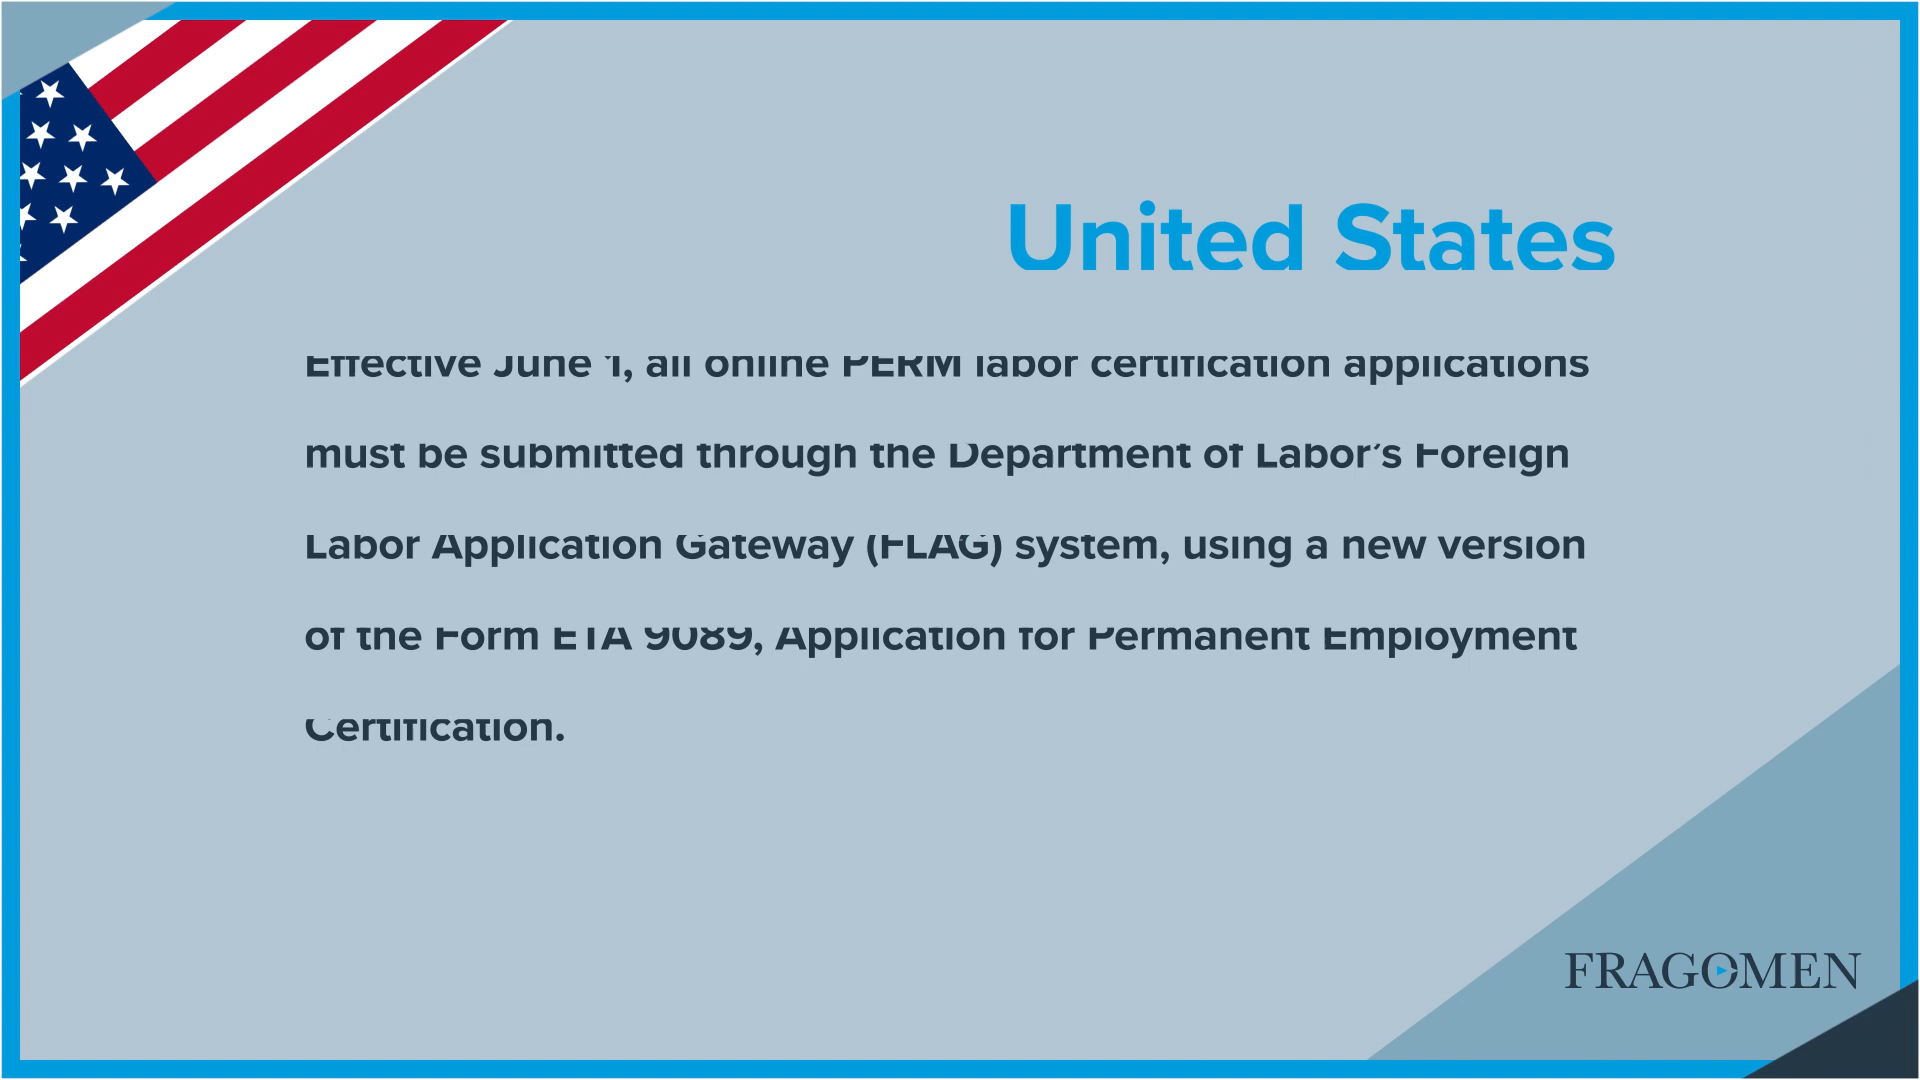 United States
Effective June 1, all online PERM labor certification applications
must be submitted through the Department of Labor's Foreign
Labor Application Gateway (FLAG) system, using a new version
of the Form ETA 9089, Application for Permanent Employment
Certification.
FRAGOMEN